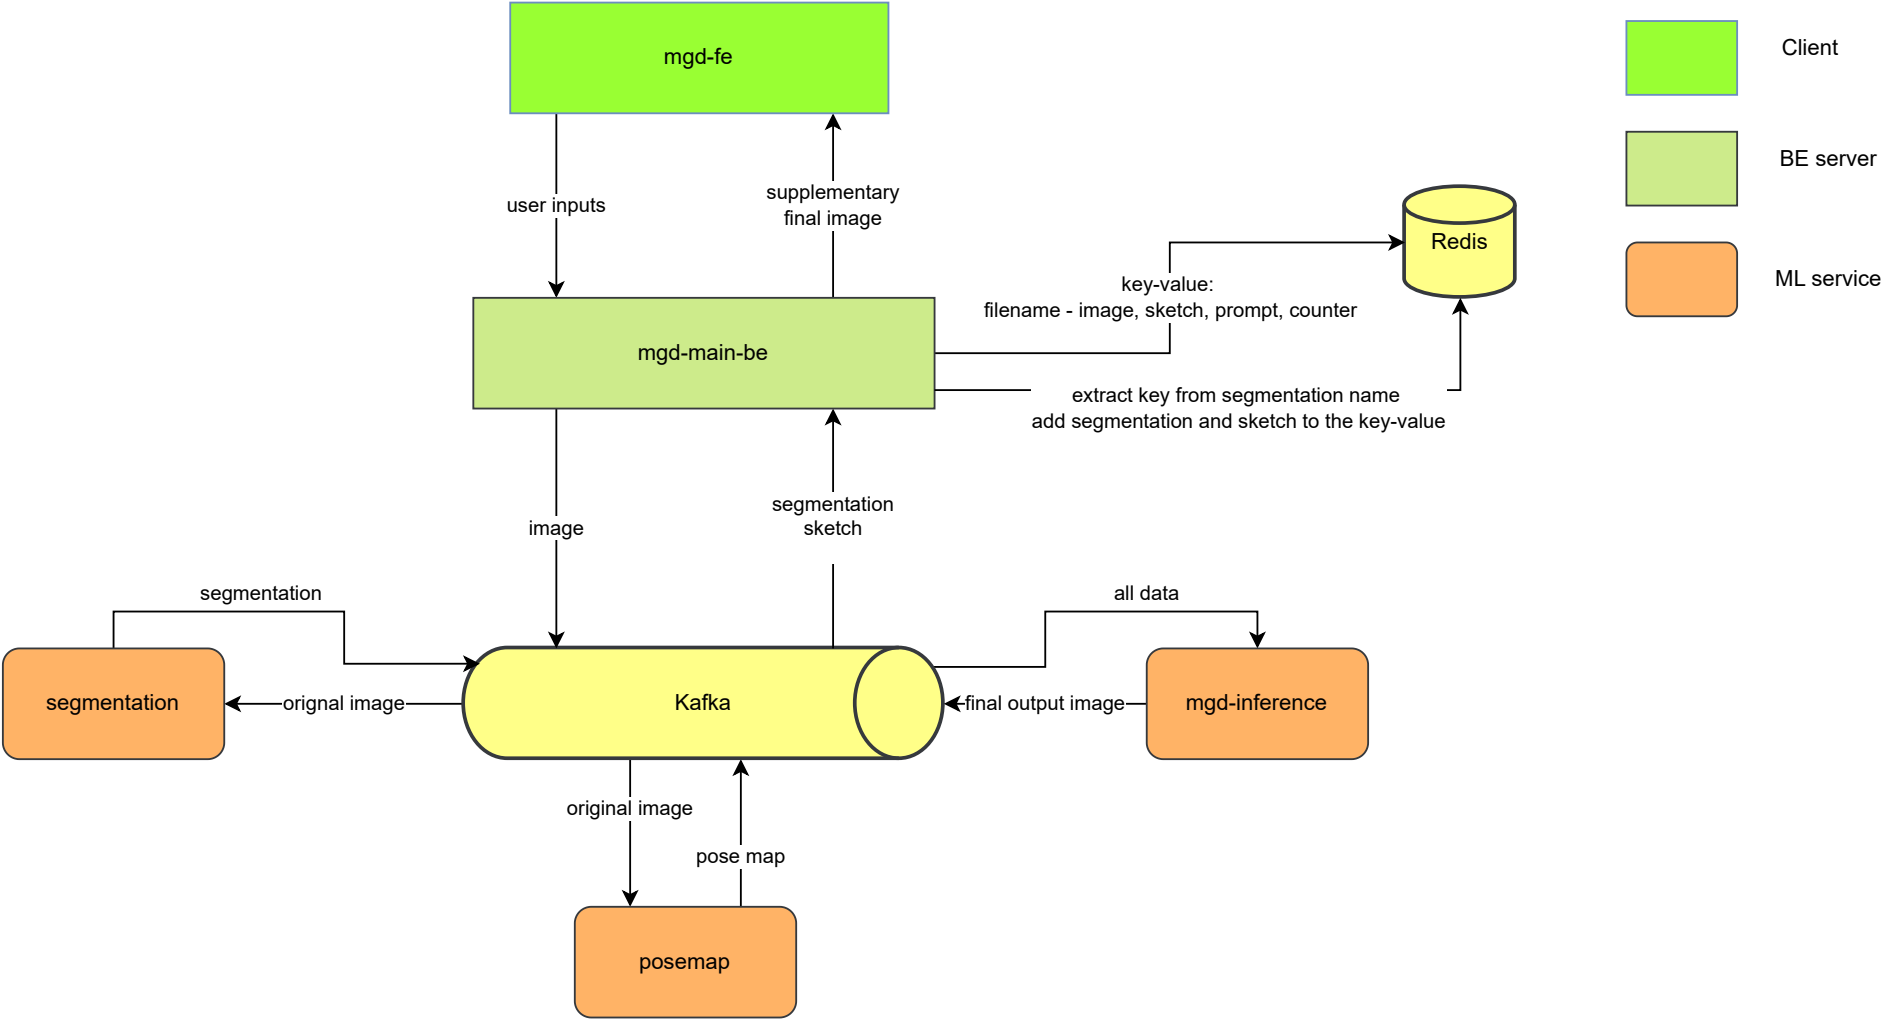 mgd-fe
Client
BE server
ML service
user inputs
supplementary
final image
Redis
key-value:
filename - image, sketch, prompt, counter
mgd-main-be
extract key from segmentation name
add segmentation and sketch to the key-value
image
segmentation
sketch
segmentation
all data
segmentation
orignal image
Kafka
final output image
mgd-inference
original image
pose map
posemap